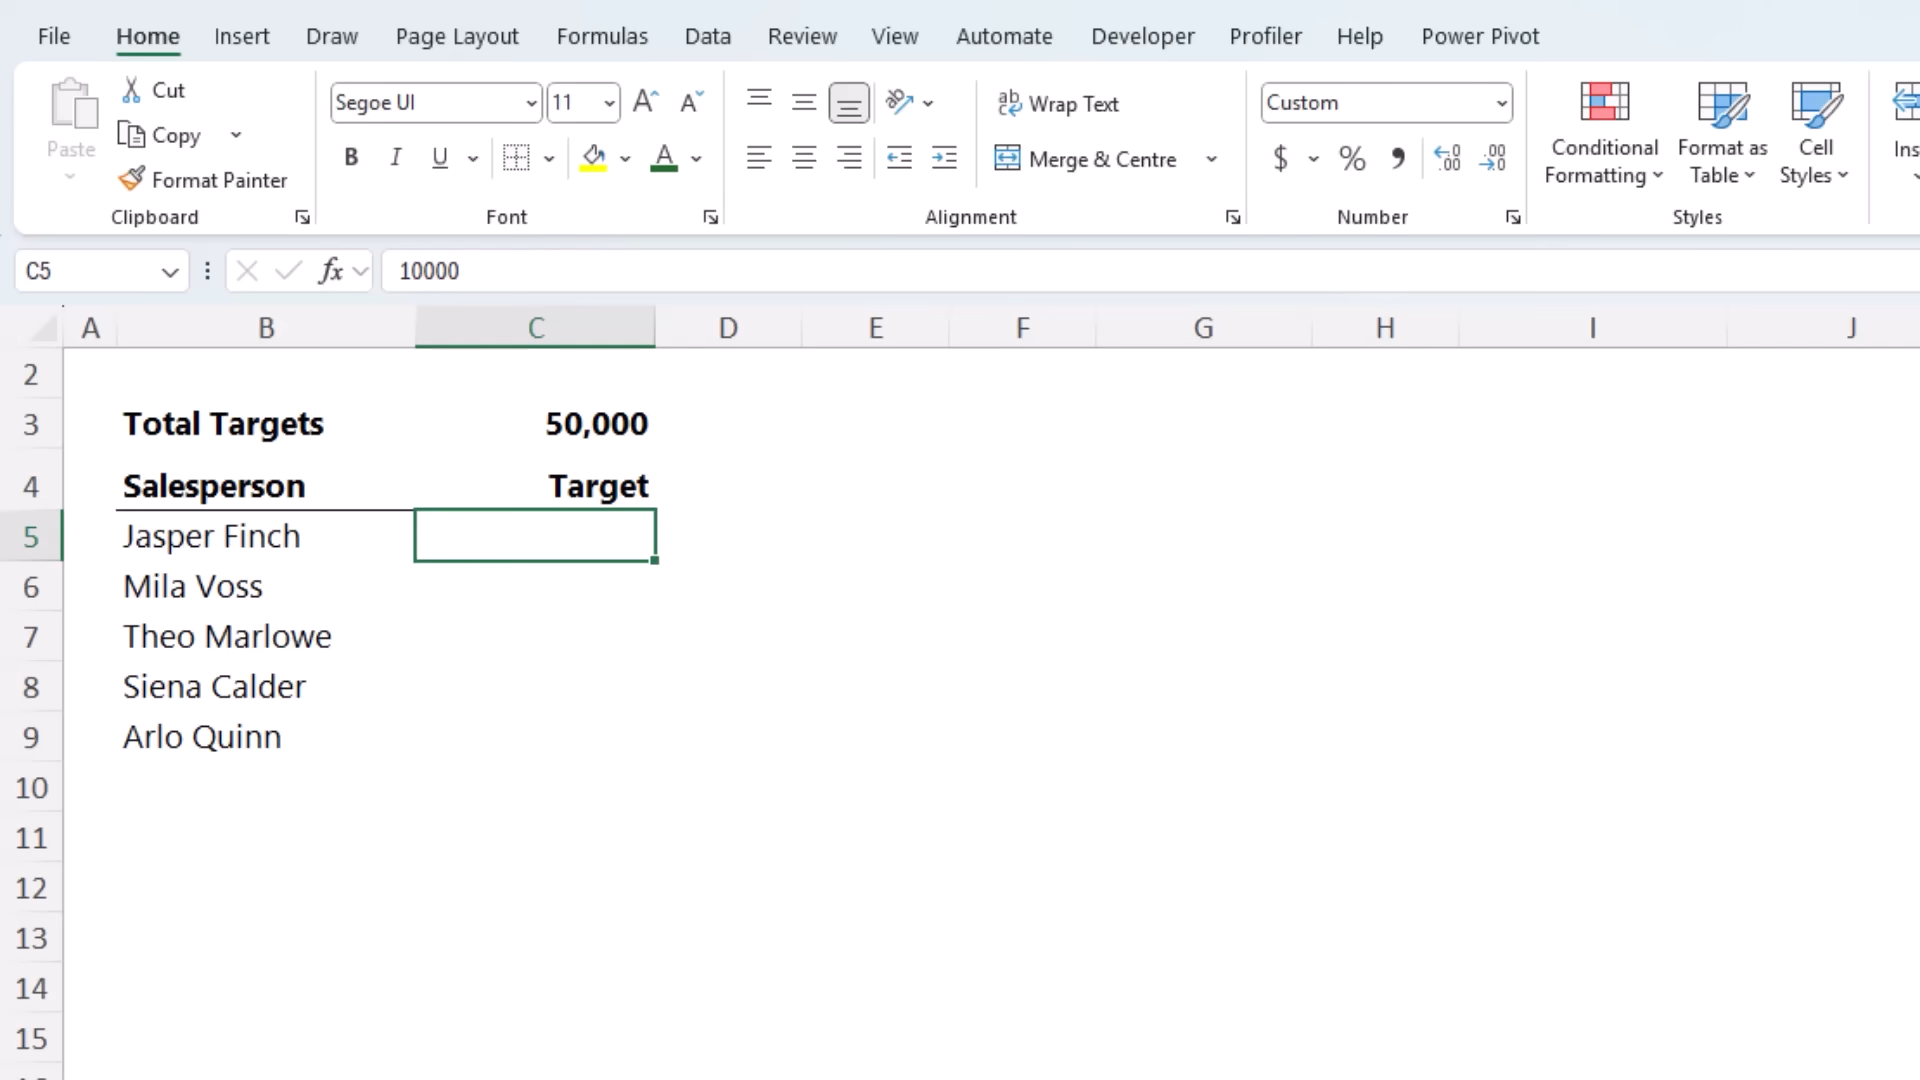 File Home Insert Draw Page Layout Formulas Data Review View Automate Developer Profiler Help Power Pivot
Paste
Cut
Copy
Format Painter
Clipboard
Segoe UI 11
B I U
Font
Wrap Text
Merge & Centre
Alignment
Custom
$ %
Number
Conditional Formatting
Format as Table
Cell Styles
Styles
C5 fx 10000
A B C D E F G H I J
2
3 Total Targets 50,000
4 Salesperson Target
5 Jasper Finch
6 Mila Voss
7 Theo Marlowe
8 Siena Calder
9 Arlo Quinn
10
11
12
13
14
15